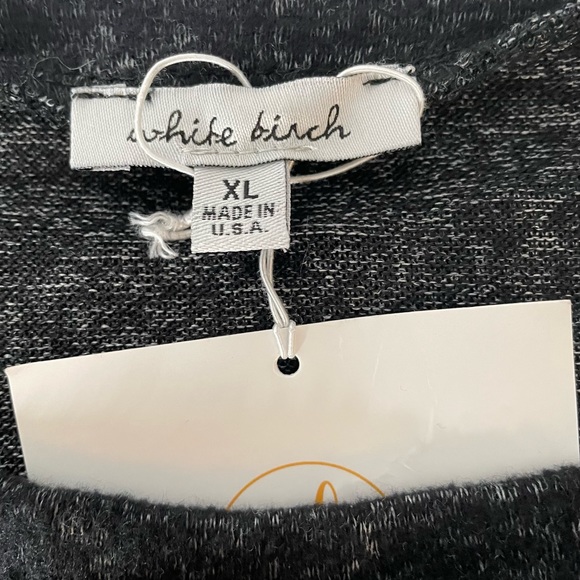 white birch
XL
MADE IN
U.S.A.